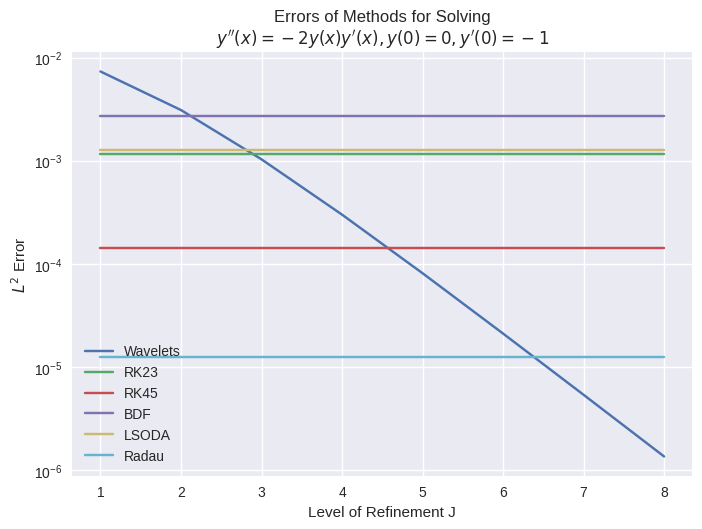 Errors of Methods for Solving
y''(x) = −2y(x)y'(x), y(0) = 0, y'(0) = −1
10⁻²
10⁻³
10⁻⁴
10⁻⁵
10⁻⁶
L² Error
Wavelets
RK23
RK45
BDF
LSODA
Radau
1 2 3 4 5 6 7 8
Level of Refinement J